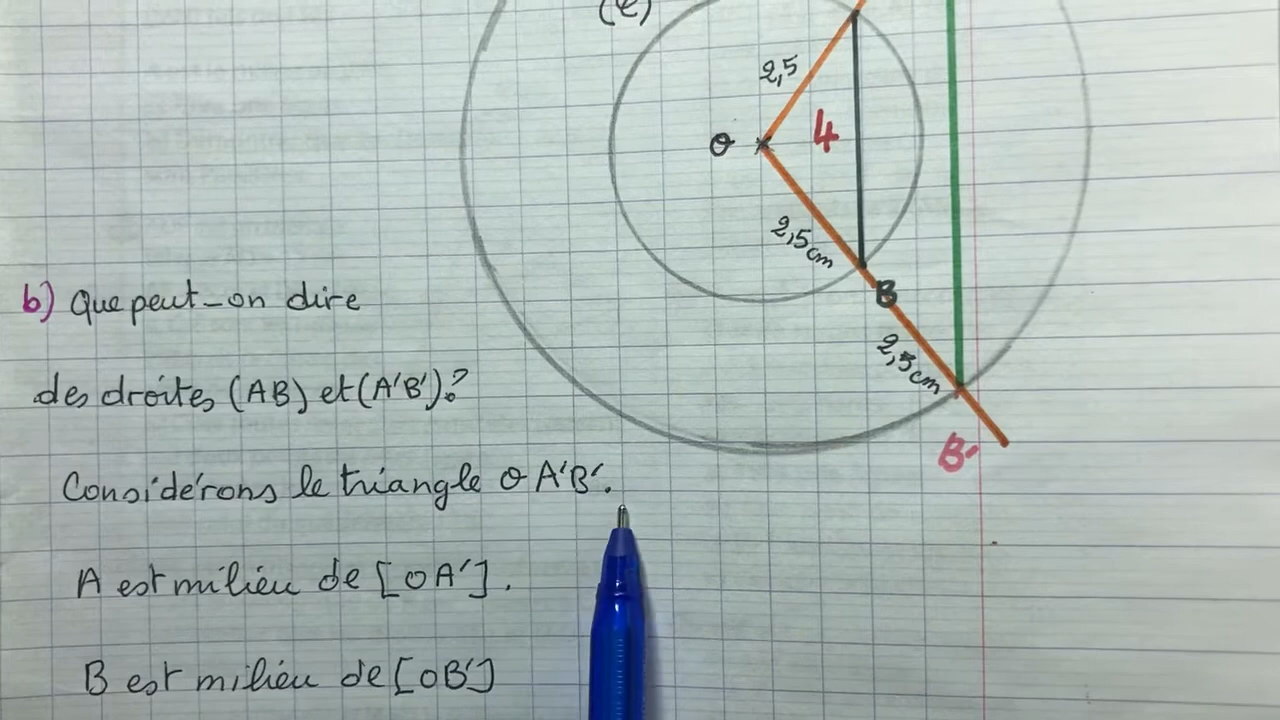 (C)
2,5
O
4
2,5cm
B
2,5cm
B'
b) Que peut-on dire
des droites (AB) et (A'B')?
Considérons le triangle OA'B'.
A est milieu de [OA'].
B est milieu de [OB']